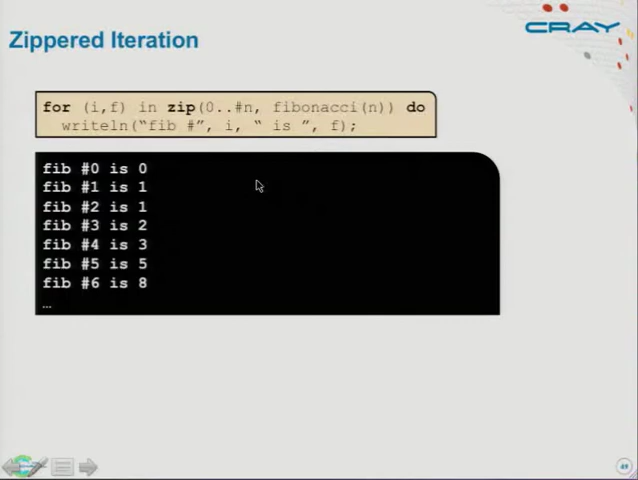 Zippered Iteration
CRAY
for (i,f) in zip(0..#n, fibonacci(n)) do
writeln(“fib #”, i, “ is ”, f);
fib #0 is 0
fib #1 is 1
fib #2 is 1
fib #3 is 2
fib #4 is 3
fib #5 is 5
fib #6 is 8
…
49